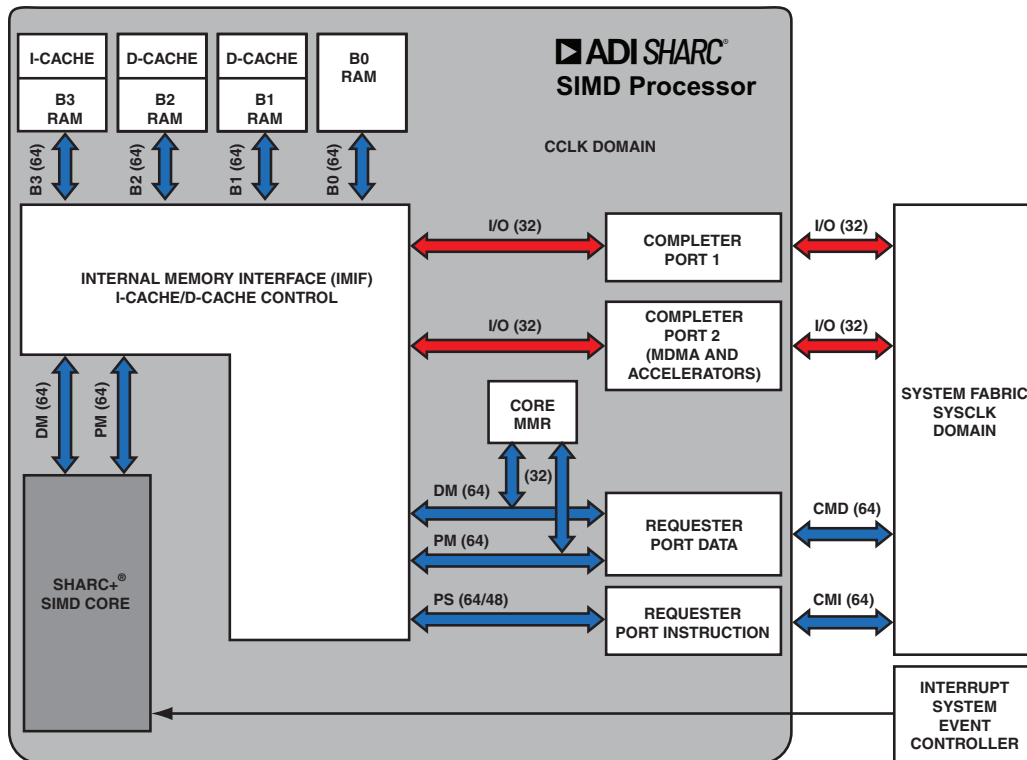 I-CACHE
D-CACHE
D-CACHE
B0
RAM
B3
RAM
B2
RAM
B1
RAM
ADI SHARC®
SIMD Processor
CCLK DOMAIN
B3 (64)
B2 (64)
B1 (64)
B0 (64)
INTERNAL MEMORY INTERFACE (IMIF)
I-CACHE/D-CACHE CONTROL
I/O (32)
COMPLETER
PORT 1
I/O (32)
I/O (32)
COMPLETER
PORT 2
(MDMA AND
ACCELERATORS)
I/O (32)
SYSTEM FABRIC
SYSCLK
DOMAIN
CORE
MMR
(32)
DM (64)
PM (64)
DM (64)
PM (64)
REQUESTER
PORT DATA
CMD (64)
SHARC+®
SIMD CORE
PS (64/48)
REQUESTER
PORT INSTRUCTION
CMI (64)
INTERRUPT
SYSTEM
EVENT
CONTROLLER